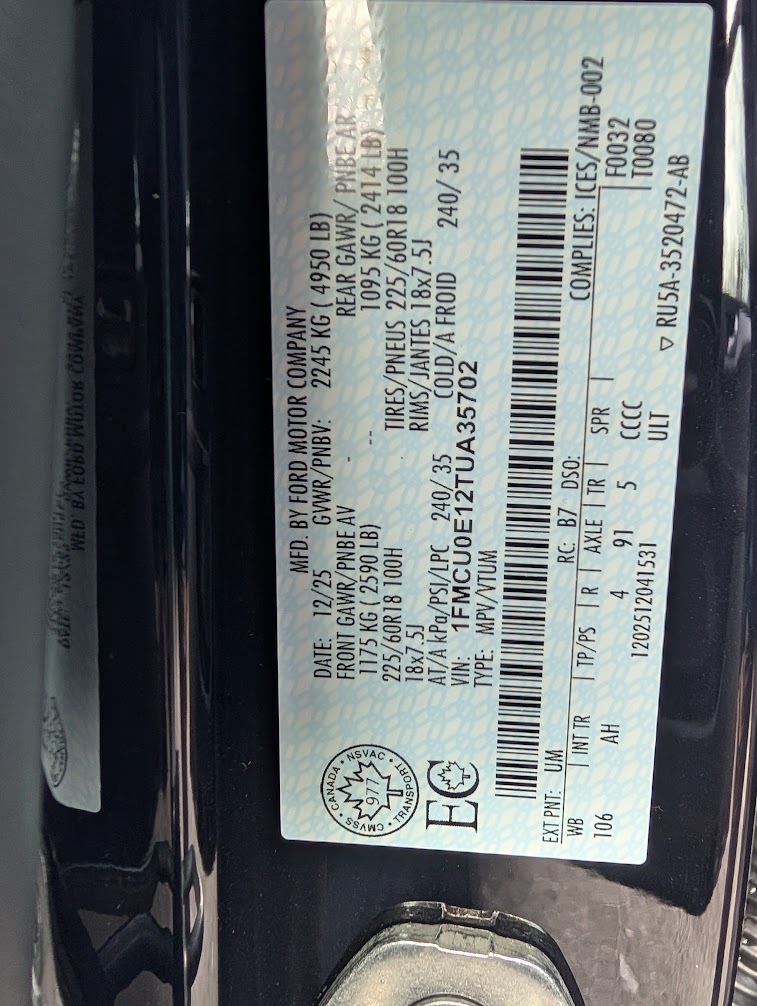 MFD. BY FORD MOTOR COMPANY
DATE: 12/25 GVWR/PNBV: 2245 KG ( 4950 LB)
FRONT GAWR/PNBE AV - REAR GAWR/ PNBE AR
1175 KG ( 2590 LB) -- 1095 KG ( 2414 LB)
225/60R18 100H TIRES/PNEUS 225/60R18 100H
18x7.5J RIMS/JANTES 18x7.5J
AT/A kPa/PSI/LPC 240/ 35 COLD/A FROID 240/ 35
VIN: 1FMCU0E12TUA35702
TYPE: MPV/VTUM
CANADA • NSVAC • TRANSPORT • CMVSS •
977
EC
EXT PNT: UM RC: B7 DSO: COMPLIES: ICES/NMB-002
WB | INT TR | TP/PS | R | AXLE | TR | SPR | F0032
106 AH 4 91 5 CCCC T0080
ULT
1202512041531
▽ RU5A-3520472-AB